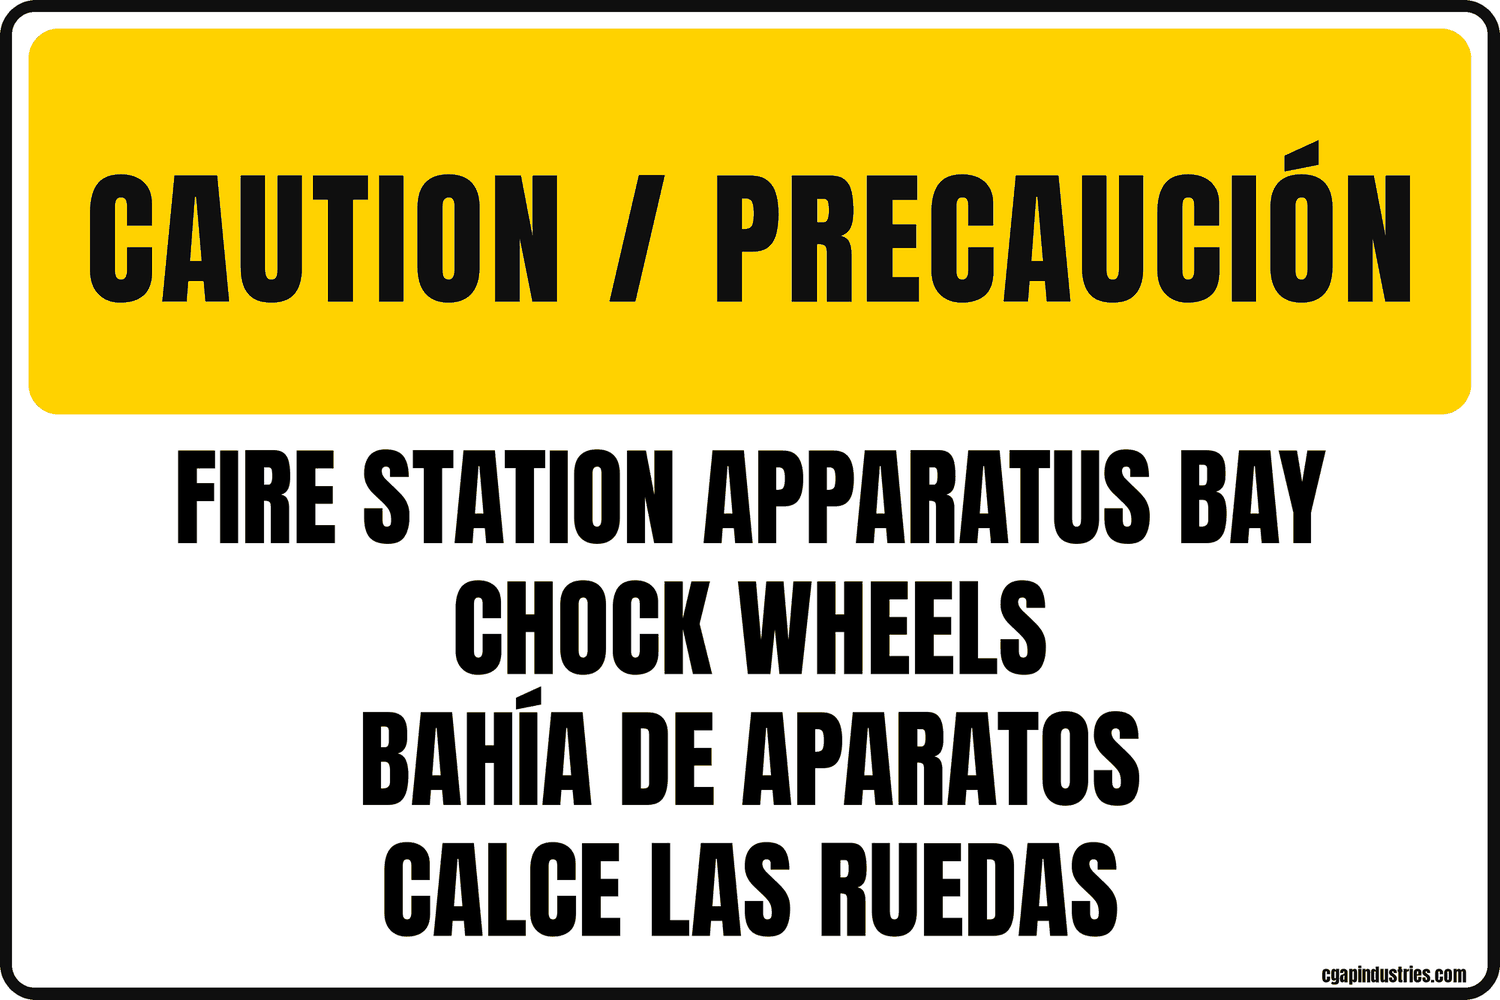 CAUTION / PRECAUCIÓN
FIRE STATION APPARATUS BAY
CHOCK WHEELS
BAHÍA DE APARATOS
CALCE LAS RUEDAS
cgapindustries.com